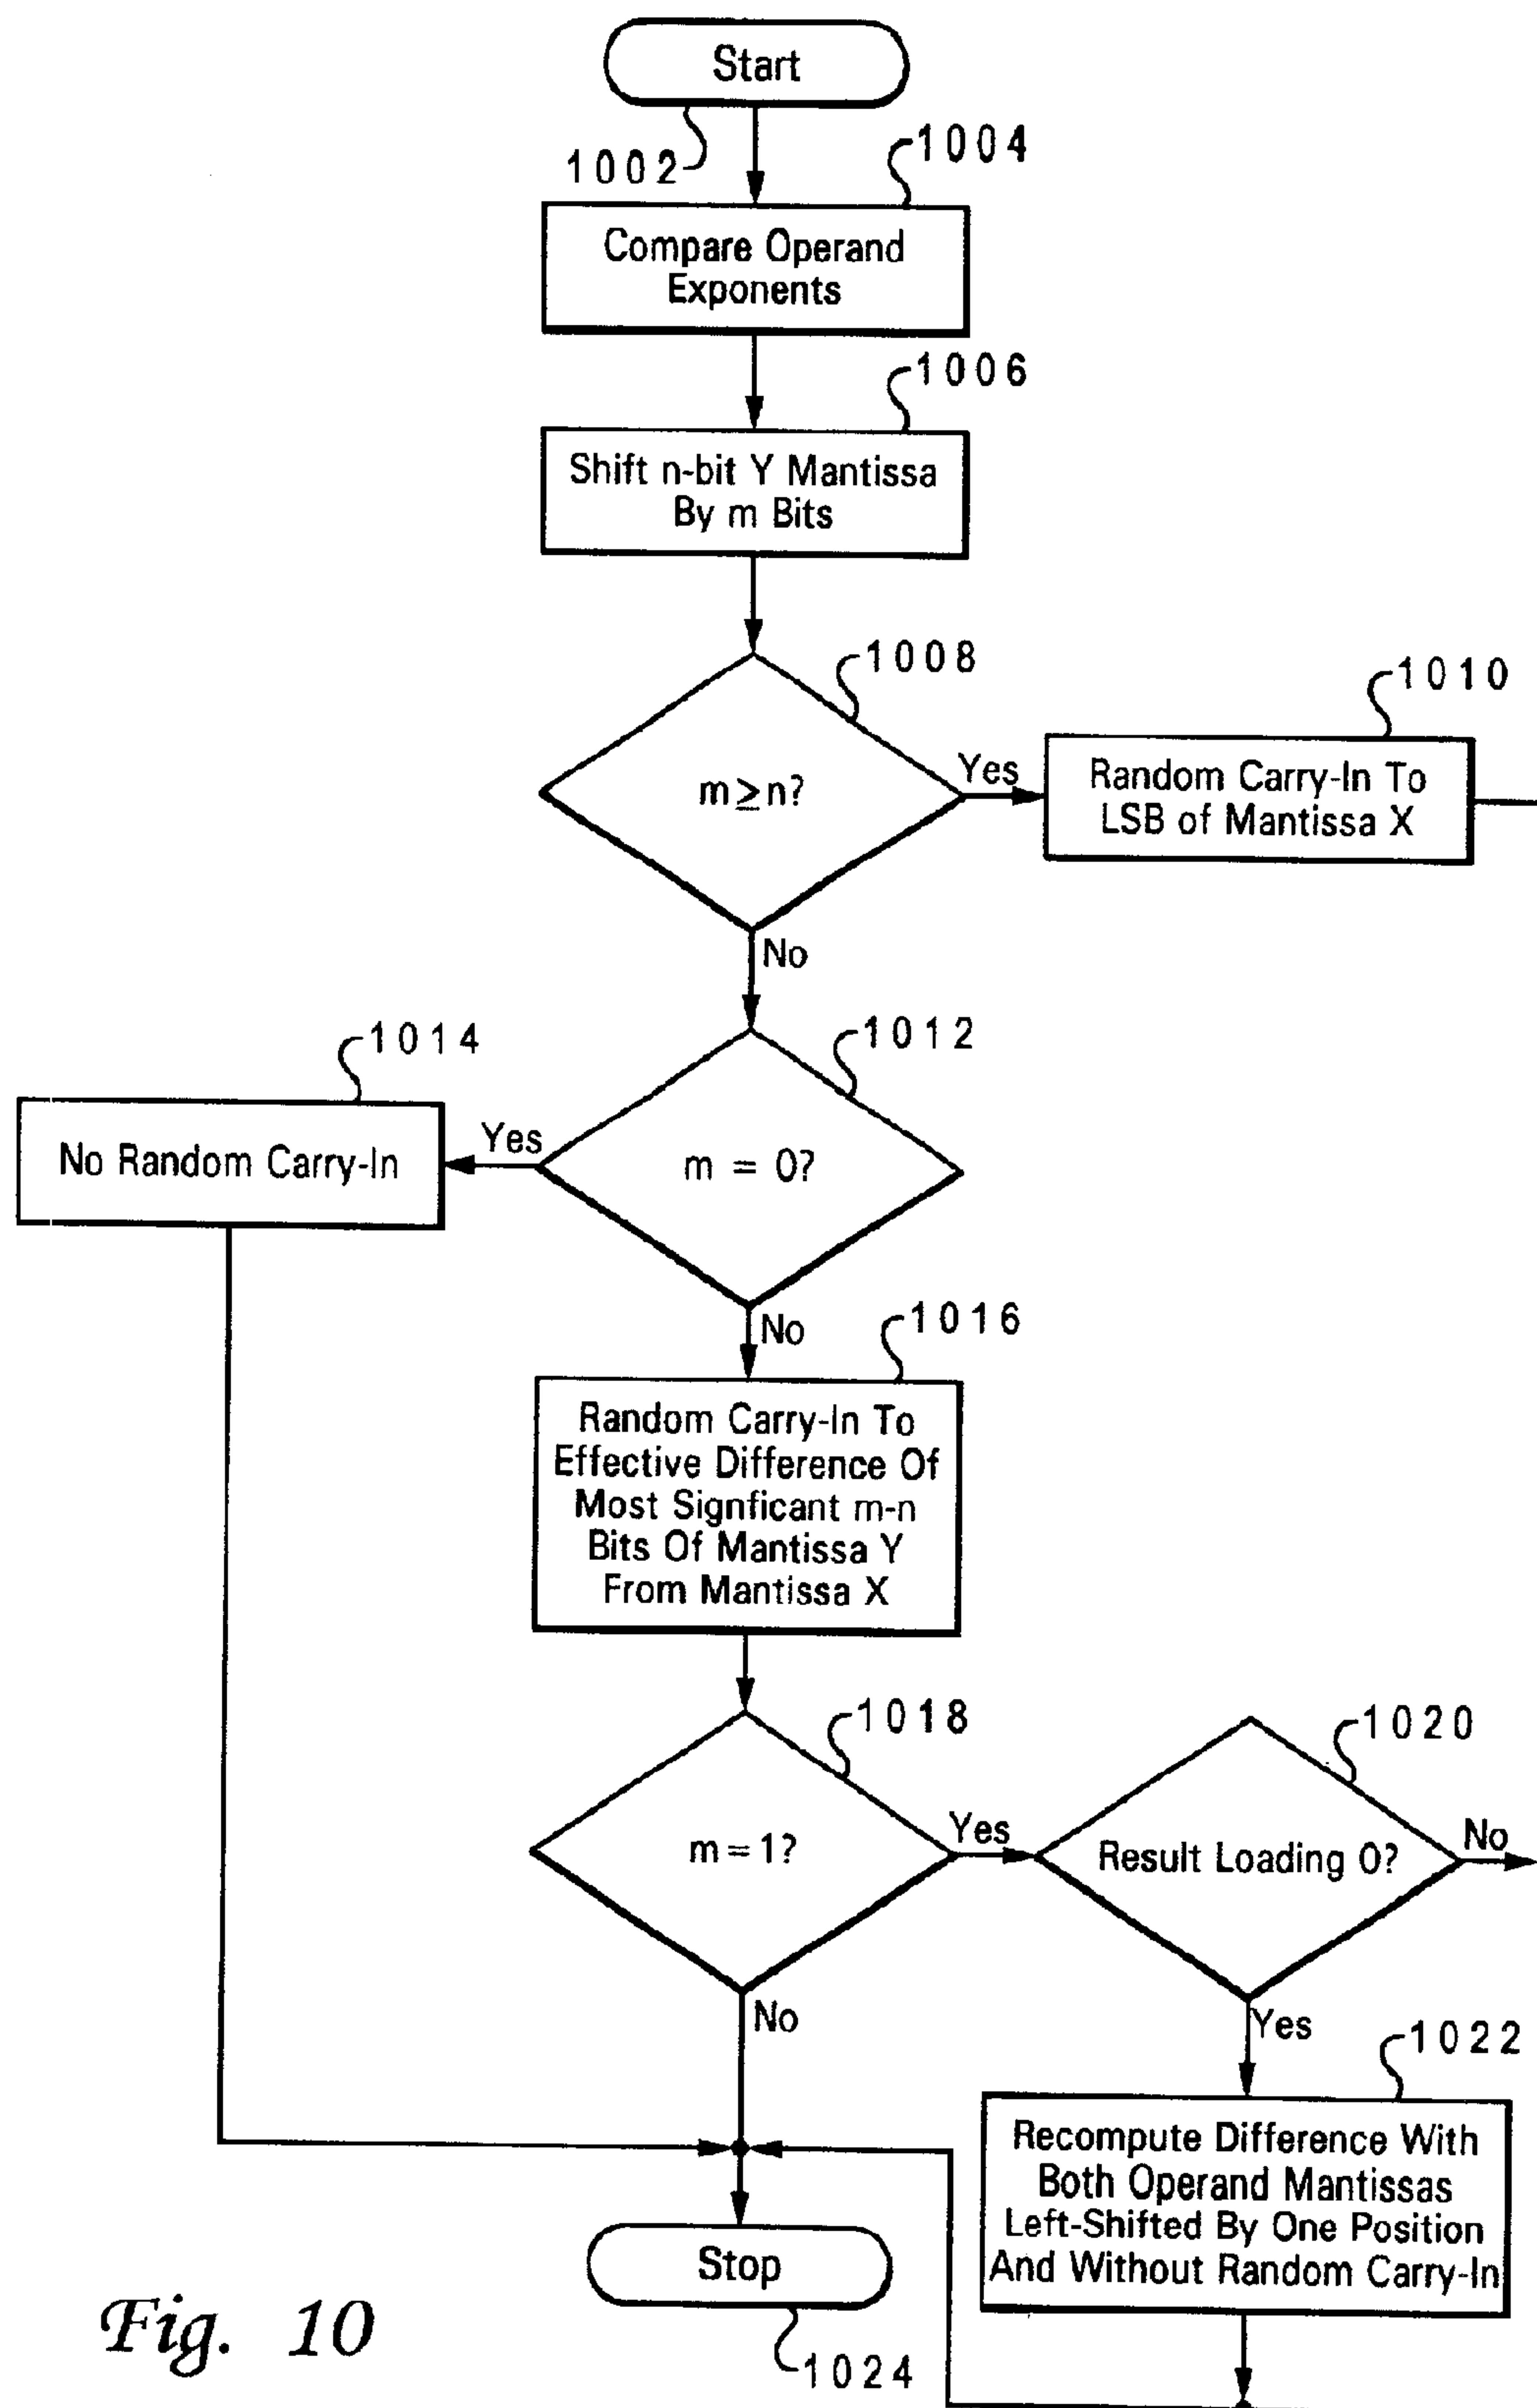 Start
1002
1004
Compare Operand
Exponents
1006
Shift n-bit Y Mantissa
By m Bits
1008
m≥n?
Yes
1010
Random Carry-In To
LSB of Mantissa X
No
1012
1014
m = 0?
Yes
No Random Carry-In
No
1016
Random Carry-In To
Effective Difference Of
Most Signficant m-n
Bits Of Mantissa Y
From Mantissa X
1018
m=1?
Yes
1020
Result Loading 0?
No
No
Yes
1022
Recompute Difference With
Both Operand Mantissas
Left-Shifted By One Position
And Without Random Carry-In
Stop
1024
Fig. 10